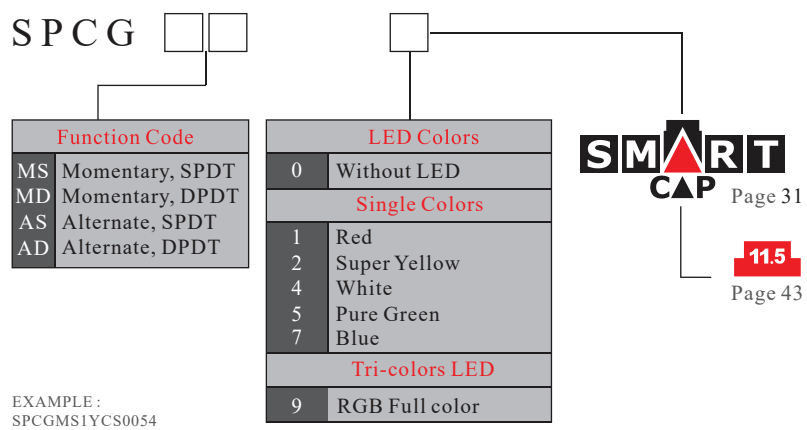 SPCG
Function Code
MS Momentary, SPDT
MD Momentary, DPDT
AS Alternate, SPDT
AD Alternate, DPDT
LED Colors
0 Without LED
Single Colors
1 Red
2 Super Yellow
4 White
5 Pure Green
7 Blue
Tri-colors LED
9 RGB Full color
SMART
CAP
Page 31
11.5
Page 43
EXAMPLE :
SPCGMS1YCS0054